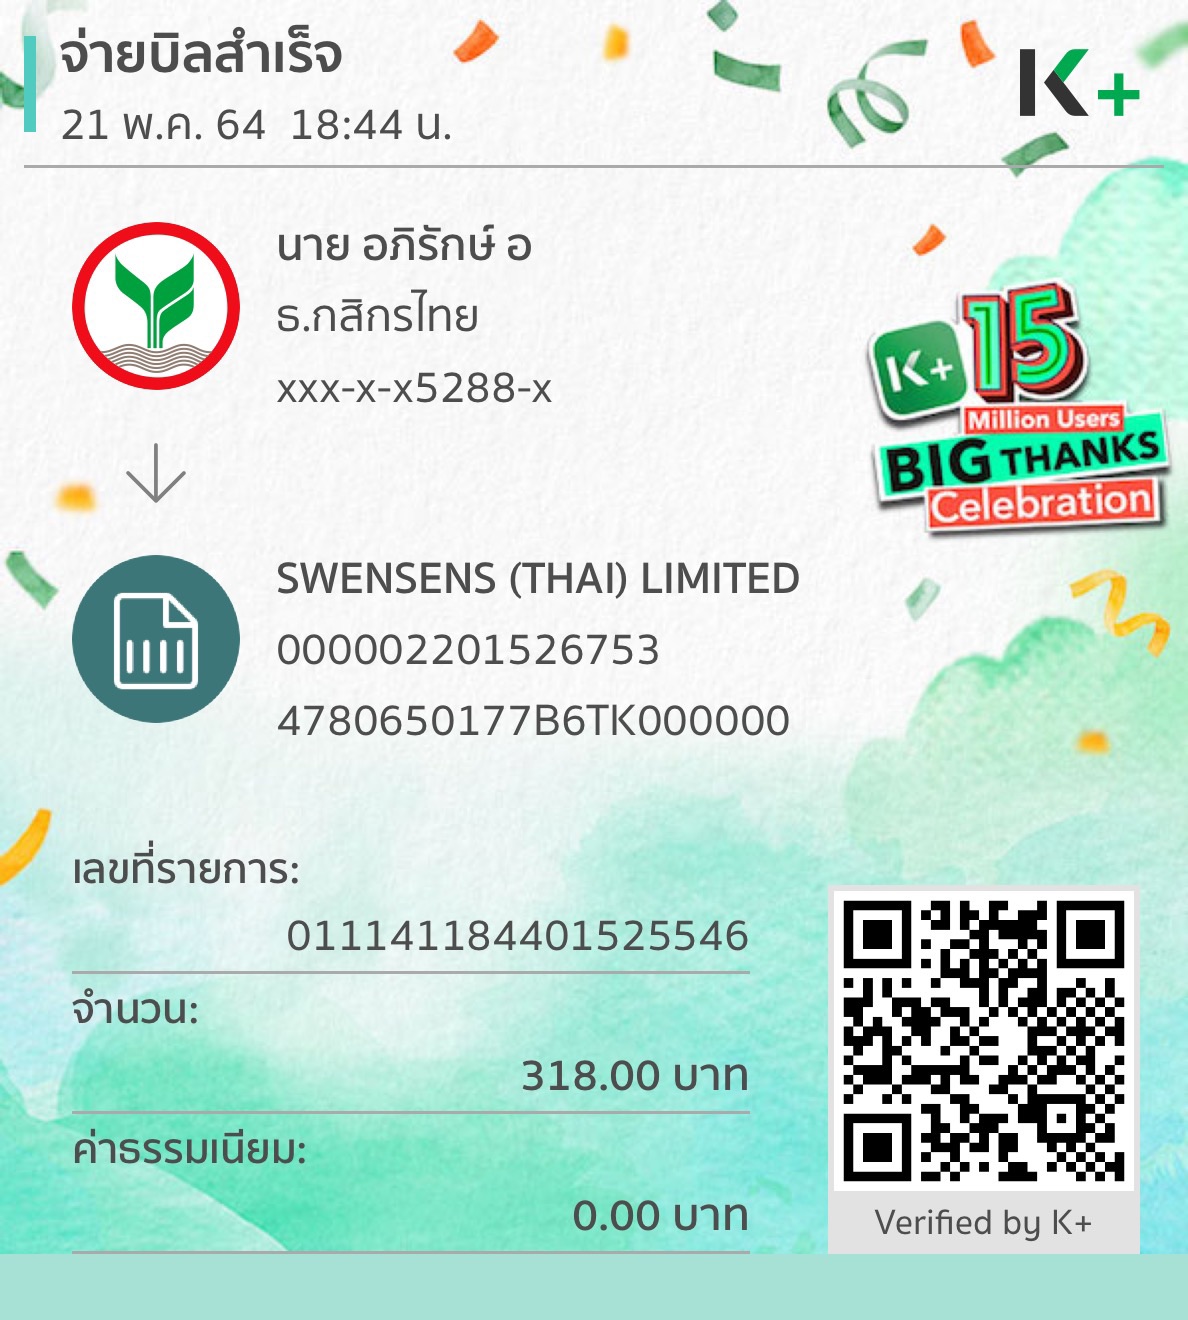 จ่ายบิลสำเร็จ
21 พ.ค. 64 18:44 น.
K+
นาย อภิรักษ์ อ
ธ.กสิกรไทย
xxx-x-x5288-x
K+ 15
Million Users
BIG THANKS
Celebration
SWENSENS (THAI) LIMITED
000002201526753
4780650177B6TK000000
เลขที่รายการ:
011141184401525546
จำนวน:
318.00 บาท
ค่าธรรมเนียม:
0.00 บาท
Verified by K+